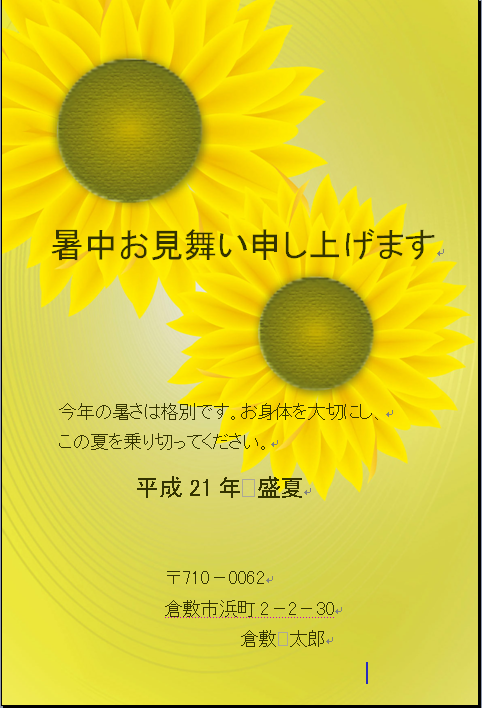 暑中お見舞い申し上げます
今年の暑さは格別です。お身体を大切にし、
この夏を乗り切ってください。
平成 21 年　盛夏
〒710－0062
倉敷市浜町 2－2－30
倉敷　太郎